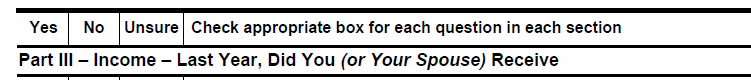 Yes No Unsure Check appropriate box for each question in each section
Part III – Income – Last Year, Did You (or Your Spouse) Receive